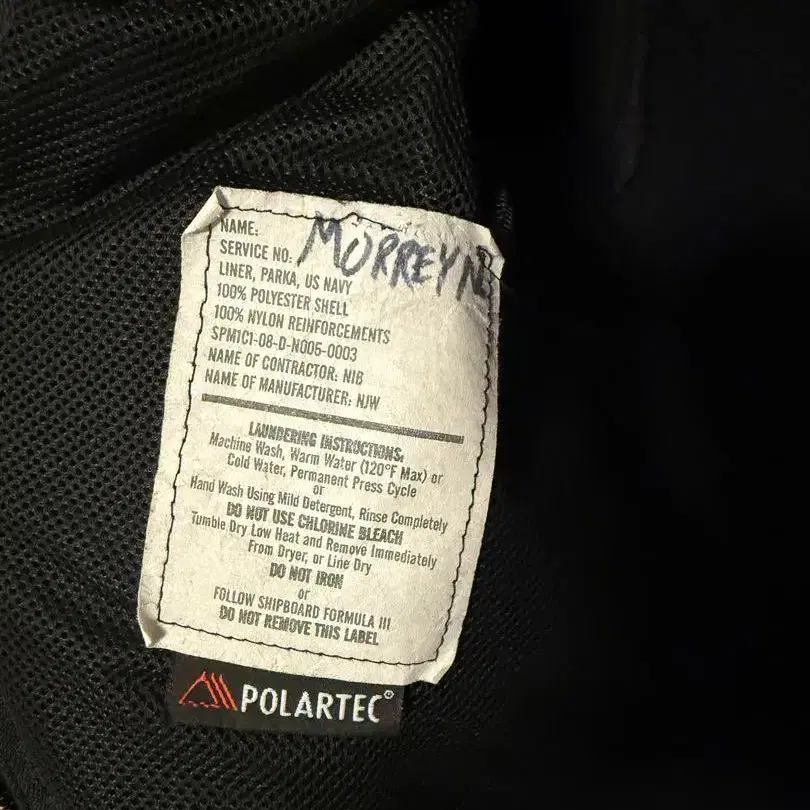 NAME:
SERVICE NO: MORREY NB
LINER, PARKA, US NAVY
100% POLYESTER SHELL
100% NYLON REINFORCEMENTS
SPM1C1-08-D-N005-0003
NAME OF CONTRACTOR: NIB
NAME OF MANUFACTURER: NJW
LAUNDERING INSTRUCTIONS:
Machine Wash, Warm Water (120°F Max) or
Cold Water, Permanent Press Cycle
or
Hand Wash Using Mild Detergent, Rinse Completely
DO NOT USE CHLORINE BLEACH
Tumble Dry Low Heat and Remove Immediately
From Dryer, or Line Dry
DO NOT IRON
or
FOLLOW SHIPBOARD FORMULA III
DO NOT REMOVE THIS LABEL
POLARTEC®